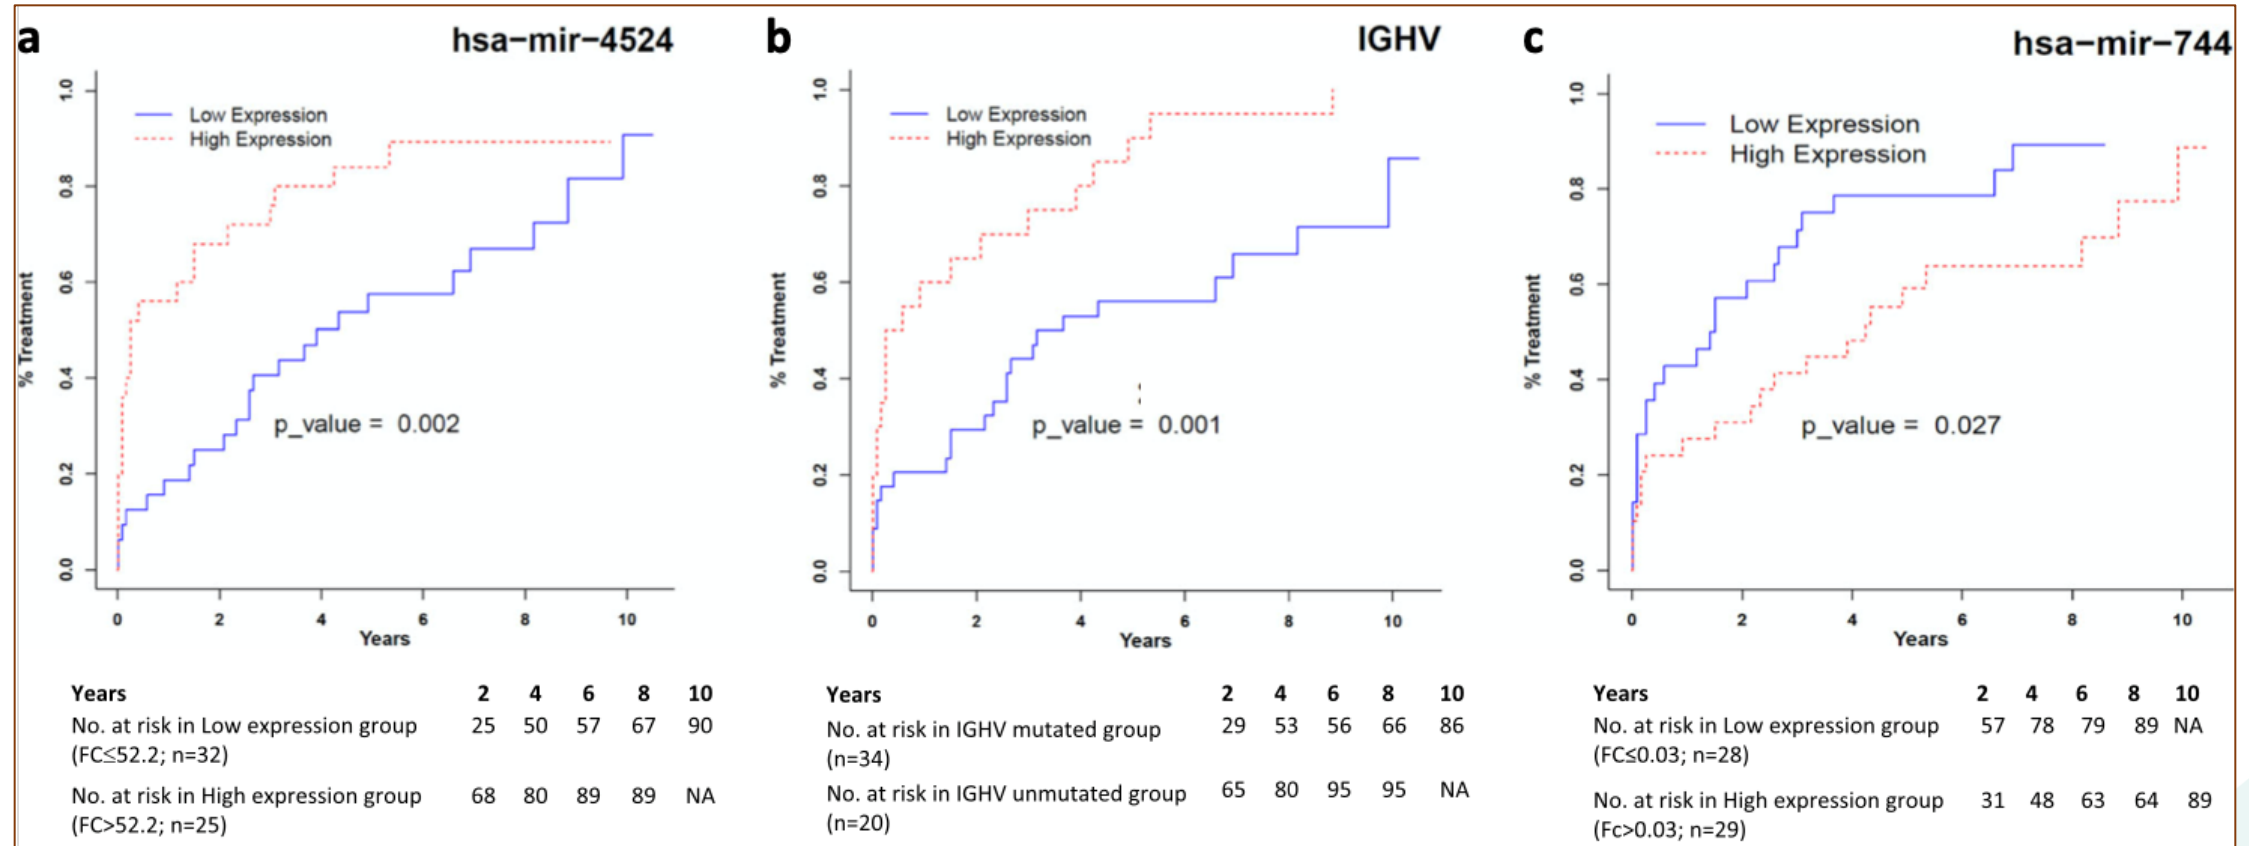 a
hsa-mir-4524
1.0
0.8
0.6
0.4
0.2
0.0
% Treatment
Low Expression
High Expression
p_value = 0.002
0 2 4 6 8 10
Years
Years 2 4 6 8 10
No. at risk in Low expression group 25 50 57 67 90
(FC≤52.2; n=32)
No. at risk in High expression group 68 80 89 89 NA
(FC>52.2; n=25)
b
IGHV
1.0
0.8
0.6
0.4
0.2
0.0
% Treatment
Low Expression
High Expression
p_value = 0.001
0 2 4 6 8 10
Years
Years 2 4 6 8 10
No. at risk in IGHV mutated group 29 53 56 66 86
(n=34)
No. at risk in IGHV unmutated group 65 80 95 95 NA
(n=20)
c
hsa-mir-744
1.0
0.8
0.6
0.4
0.2
0.0
% Treatment
Low Expression
High Expression
p_value = 0.027
0 2 4 6 8 10
Years
Years 2 4 6 8 10
No. at risk in Low expression group 57 78 79 89 NA
(FC≤0.03; n=28)
No. at risk in High expression group 31 48 63 64 89
(Fc>0.03; n=29)